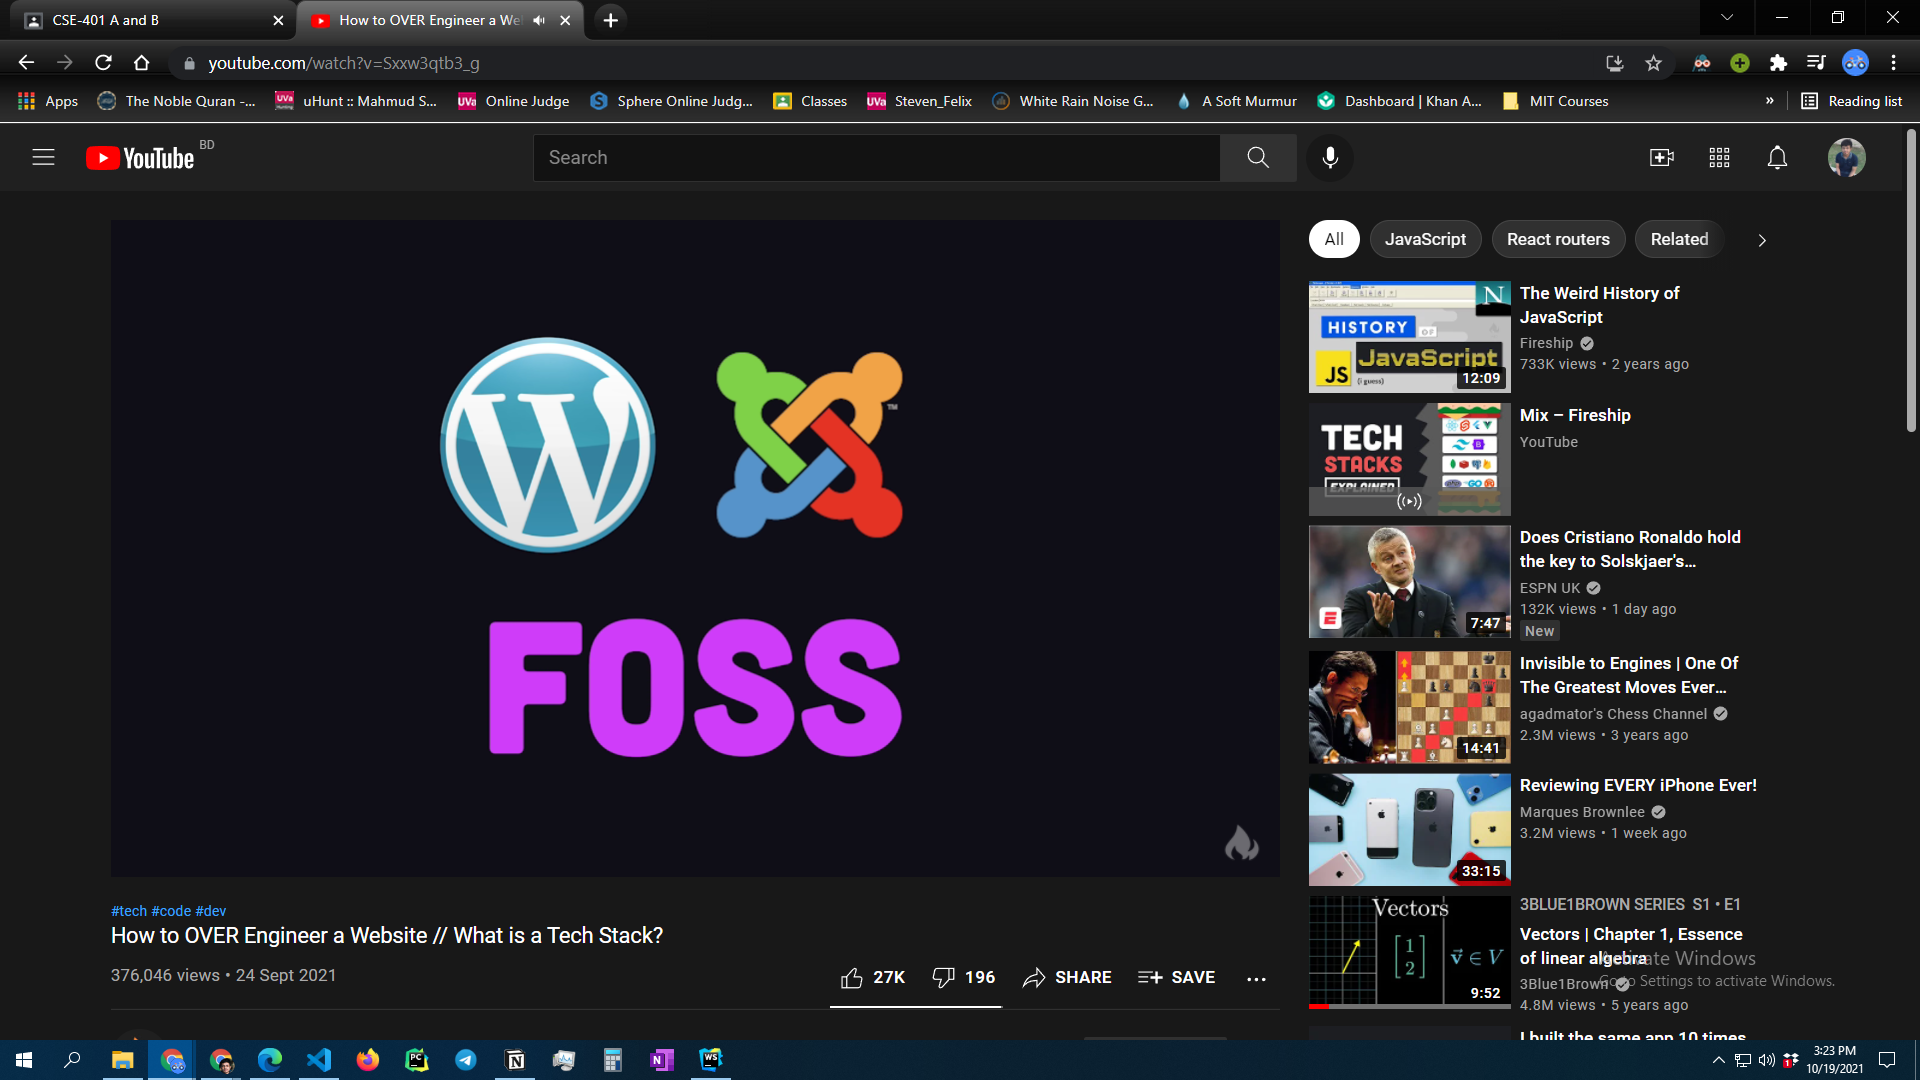 CSE-401 A and B
How to OVER Engineer a We
youtube.com/watch?v=Sxxw3qtb3_g
Apps
The Noble Quran -...
uHunt :: Mahmud S...
Online Judge
Sphere Online Judg...
Classes
Steven_Felix
White Rain Noise G...
A Soft Murmur
Dashboard | Khan A...
MIT Courses
»
Reading list
YouTube BD
Search
W
™
FOSS
#tech #code #dev
How to OVER Engineer a Website // What is a Tech Stack?
376,046 views • 24 Sept 2021
27K
196
SHARE
SAVE
All
JavaScript
React routers
Related
HISTORY OF
JavaScript
JS
(i guess)
N
12:09
The Weird History of
JavaScript
Fireship
733K views • 2 years ago
TECH
STACKS
EXPLAINED
Mix – Fireship
YouTube
7:47
Does Cristiano Ronaldo hold
the key to Solskjaer's...
ESPN UK
132K views • 1 day ago
New
14:41
Invisible to Engines | One Of
The Greatest Moves Ever...
agadmator's Chess Channel
2.3M views • 3 years ago
33:15
Reviewing EVERY iPhone Ever!
Marques Brownlee
3.2M views • 1 week ago
Vectors
1
2
v ∈ V
9:52
3BLUE1BROWN SERIES S1 • E1
Vectors | Chapter 1, Essence
of linear algebra
3Blue1Brown
4.8M views • 5 years ago
Activate Windows
Go to Settings to activate Windows.
I built the same app 10 times
3:23 PM
10/19/2021